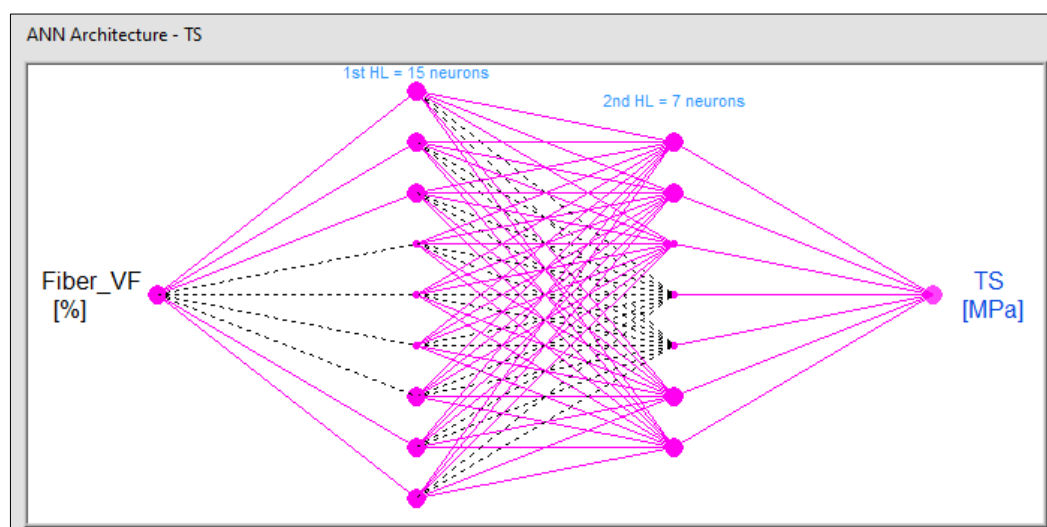 ANN Architecture - TS
1st HL = 15 neurons
2nd HL = 7 neurons
Fiber_VF
[%]
TS
[MPa]